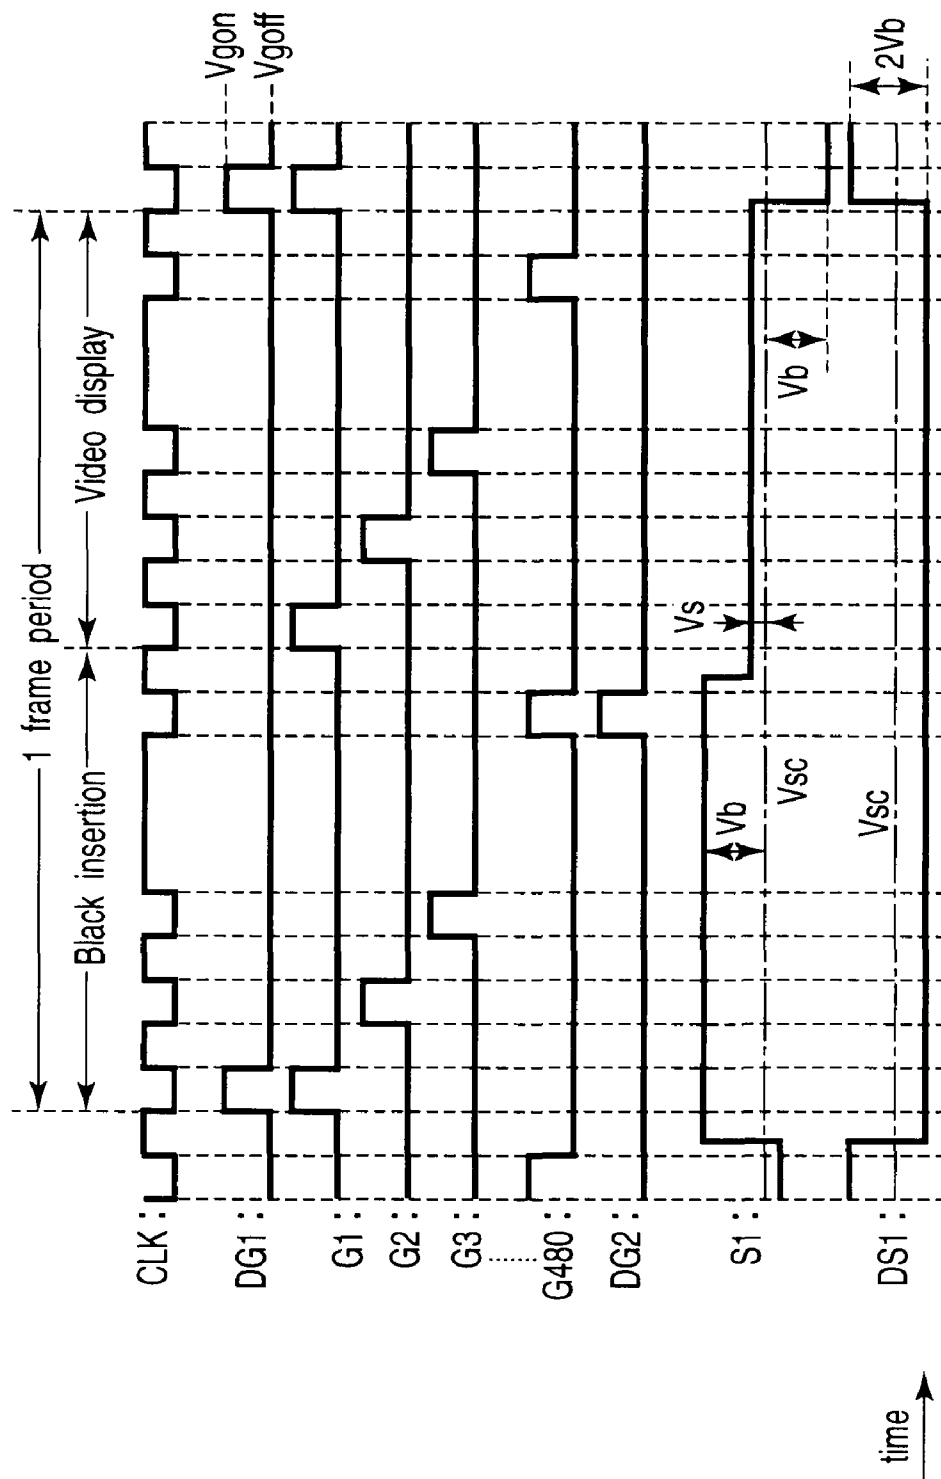 1 frame period
Black insertion
Video display
CLK :
Vgon
Vgoff
DG1 :
G1 :
G2 :
G3 :
G480 :
DG2 :
S1 :
Vb
Vsc
Vs
Vb
DS1 :
Vsc
2Vb
time